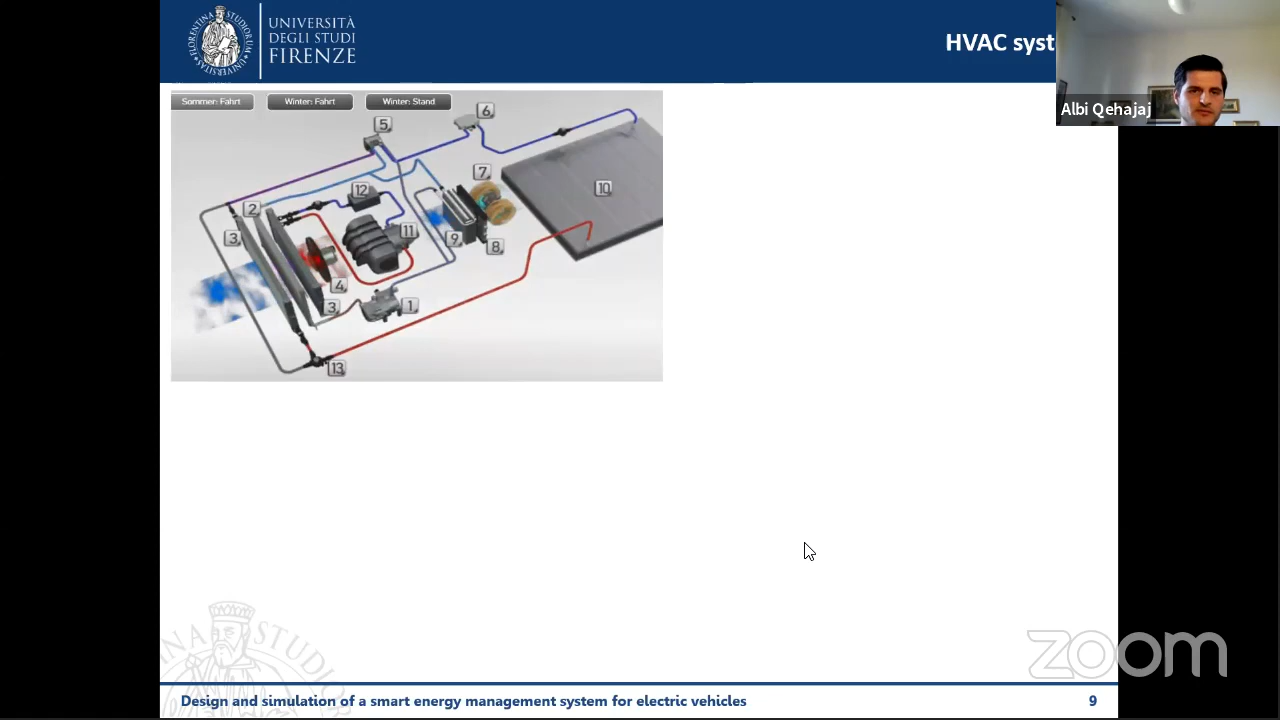 UNIVERSITÀ
DEGLI STUDI
FIRENZE
HVAC syst
Albi Qehajaj
Sommer: Fahrt
Winter: Fahrt
Winter: Stand
5
6
7
12
10
2
3
11
9
8
4
3
1
13
Design and simulation of a smart energy management system for electric vehicles
9
zoom